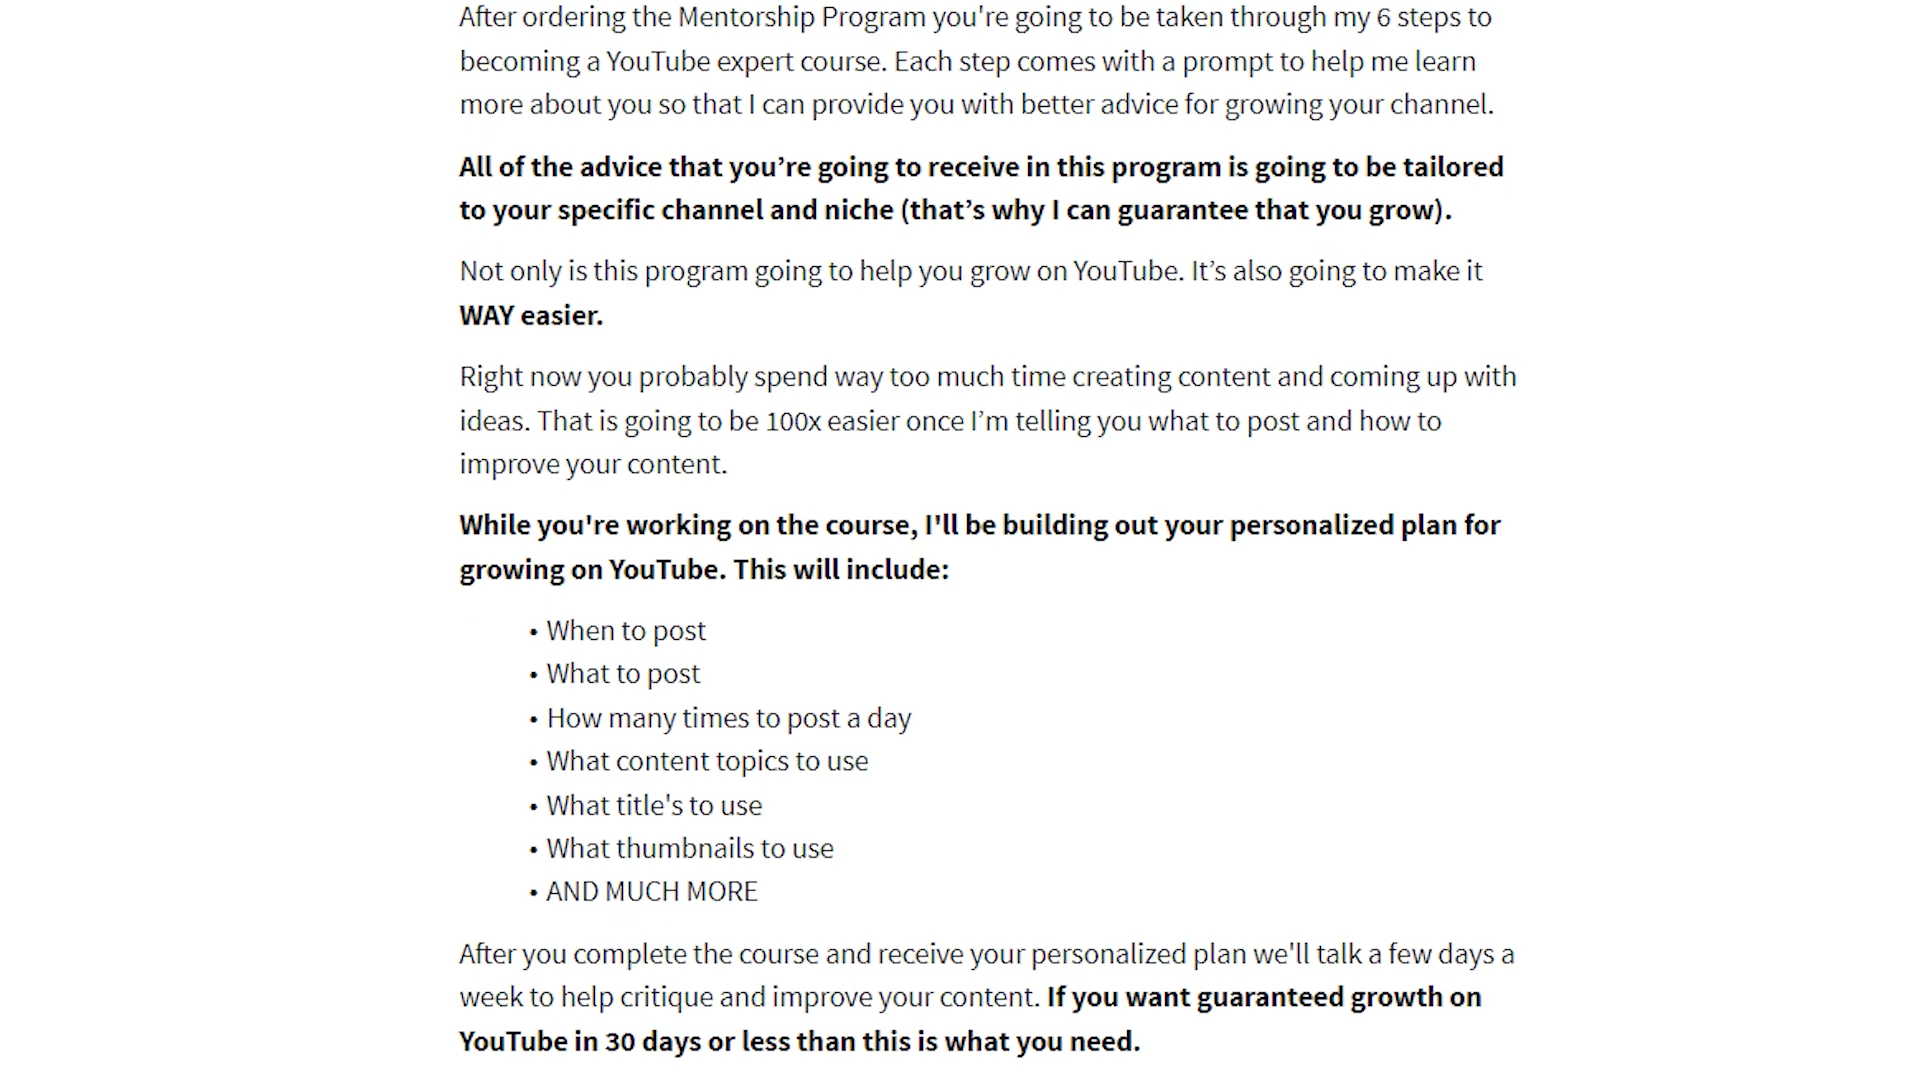 After ordering the Mentorship Program you're going to be taken through my 6 steps to
becoming a YouTube expert course. Each step comes with a prompt to help me learn
more about you so that I can provide you with better advice for growing your channel.
All of the advice that you’re going to receive in this program is going to be tailored
to your specific channel and niche (that’s why I can guarantee that you grow).
Not only is this program going to help you grow on YouTube. It’s also going to make it
WAY easier.
Right now you probably spend way too much time creating content and coming up with
ideas. That is going to be 100x easier once I’m telling you what to post and how to
improve your content.
While you're working on the course, I'll be building out your personalized plan for
growing on YouTube. This will include:
• When to post
• What to post
• How many times to post a day
• What content topics to use
• What title's to use
• What thumbnails to use
• AND MUCH MORE
After you complete the course and receive your personalized plan we'll talk a few days a
week to help critique and improve your content. If you want guaranteed growth on
YouTube in 30 days or less than this is what you need.